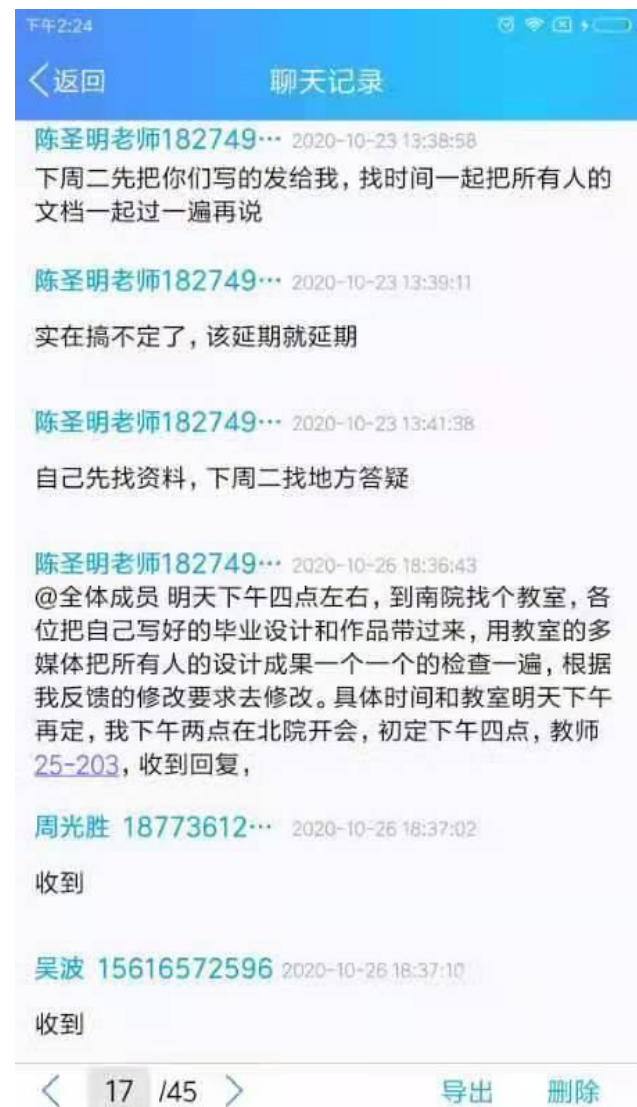 下午2:24
返回
聊天记录
陈圣明老师182749… 2020-10-23 13:38:58
下周二先把你们写的发给我，找时间一起把所有人的
文档一起过一遍再说
陈圣明老师182749… 2020-10-23 13:39:11
实在搞不定了，该延期就延期
陈圣明老师182749… 2020-10-23 13:41:38
自己先找资料，下周二找地方答疑
陈圣明老师182749… 2020-10-26 18:36:43
@全体成员 明天下午四点左右，到南院找个教室，各
位把自己写好的毕业设计和作品带过来，用教室的多
媒体把所有人的设计成果一个一个的检查一遍，根据
我反馈的修改要求去修改。具体时间和教室明天下午
再定，我下午两点在北院开会，初定下午四点，教师
25-203，收到回复，
周光胜 18773612… 2020-10-26 18:37:02
收到
吴波 15616572596 2020-10-26 18:37:10
收到
17 /45
导出 删除